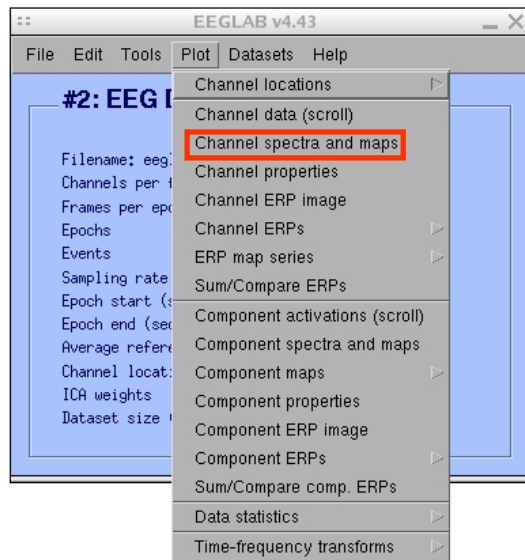 EEGLAB v4.43
File Edit Tools Plot Datasets Help
#2: EEG
Filename: eegl
Channels per f
Frames per epo
Epochs
Events
Sampling rate
Epoch start (s
Epoch end (sec
Average refere
Channel locat
ICA weights
Dataset size
Channel locations
Channel data (scroll)
Channel spectra and maps
Channel properties
Channel ERP image
Channel ERPs
ERP map series
Sum/Compare ERPs
Component activations (scroll)
Component spectra and maps
Component maps
Component properties
Component ERP image
Component ERPs
Sum/Compare comp. ERPs
Data statistics
Time-frequency transforms